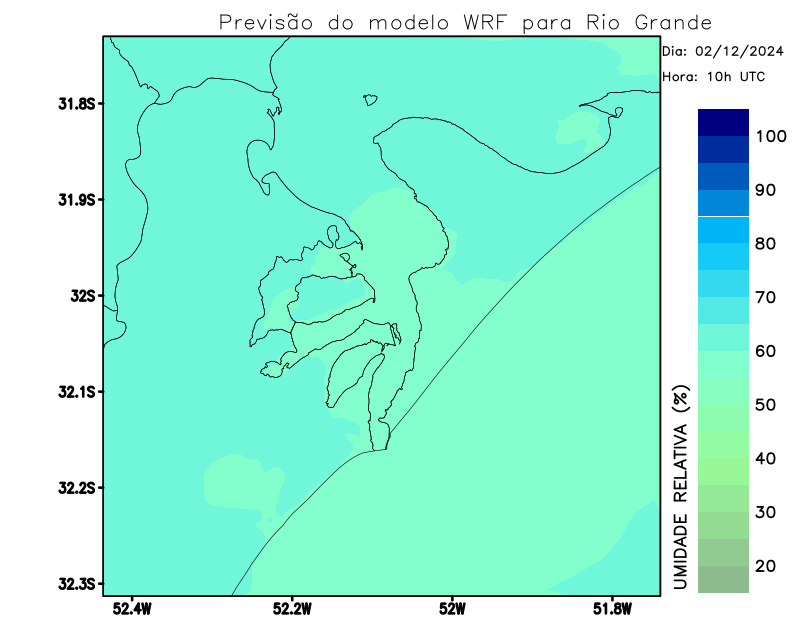 Previsão do modelo WRF para Rio Grande
Dia: 02/12/2024
Hora: 10h UTC
31.8S
31.9S
32S
32.1S
32.2S
32.3S
52.4W 52.2W 52W 51.8W
100
90
80
70
60
50
40
30
20
UMIDADE RELATIVA (%)